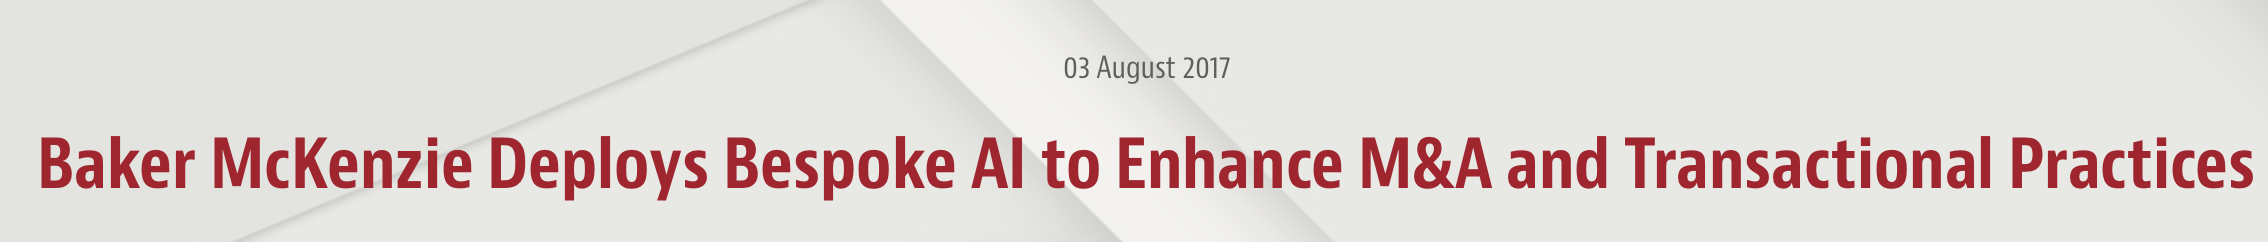 03 August 2017
Baker McKenzie Deploys Bespoke AI to Enhance M&A and Transactional Practices